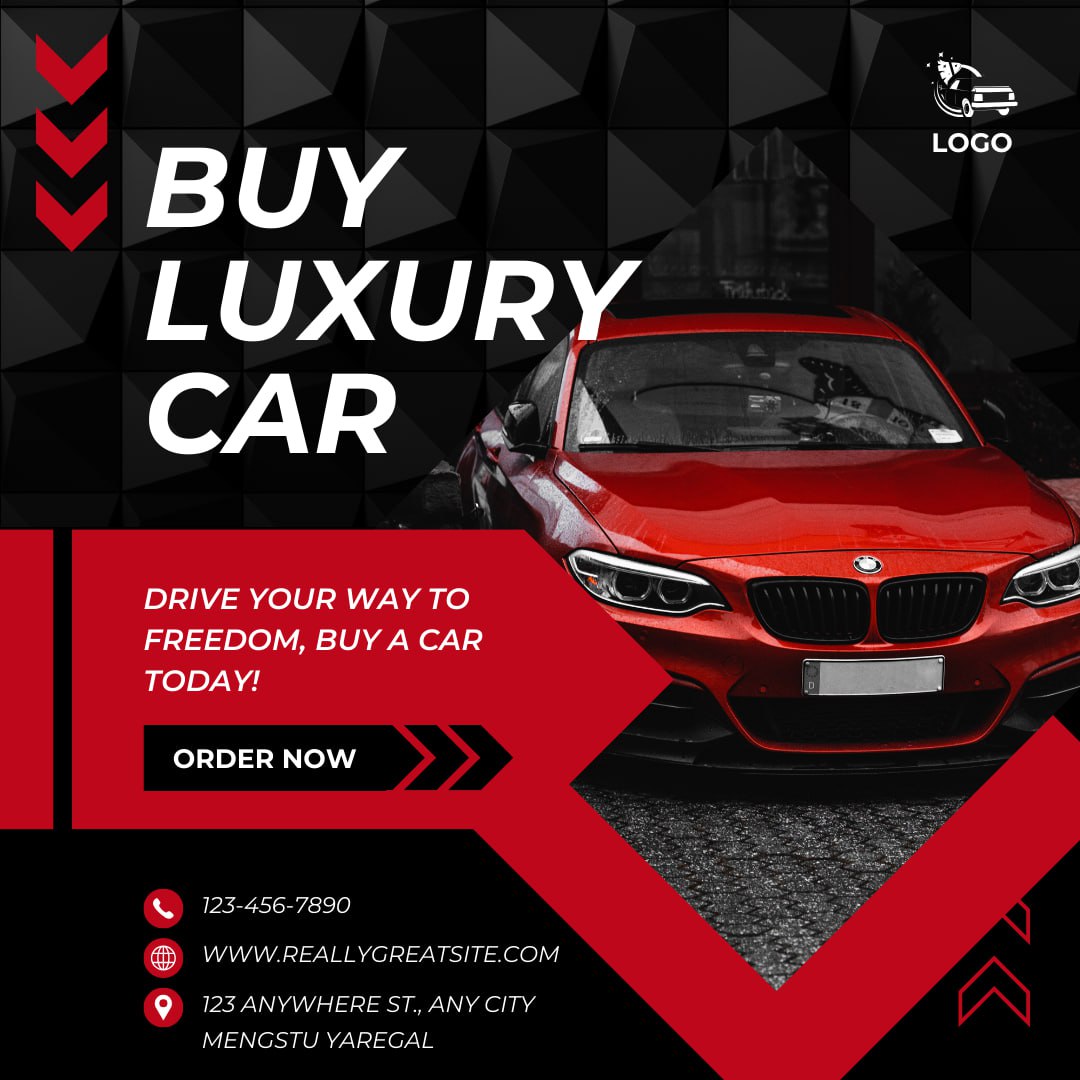 LOGO
BUY
LUXURY
CAR
DRIVE YOUR WAY TO
FREEDOM, BUY A CAR
TODAY!
ORDER NOW
123-456-7890
WWW.REALLYGREATSITE.COM
123 ANYWHERE ST., ANY CITY
MENGSTU YAREGAL